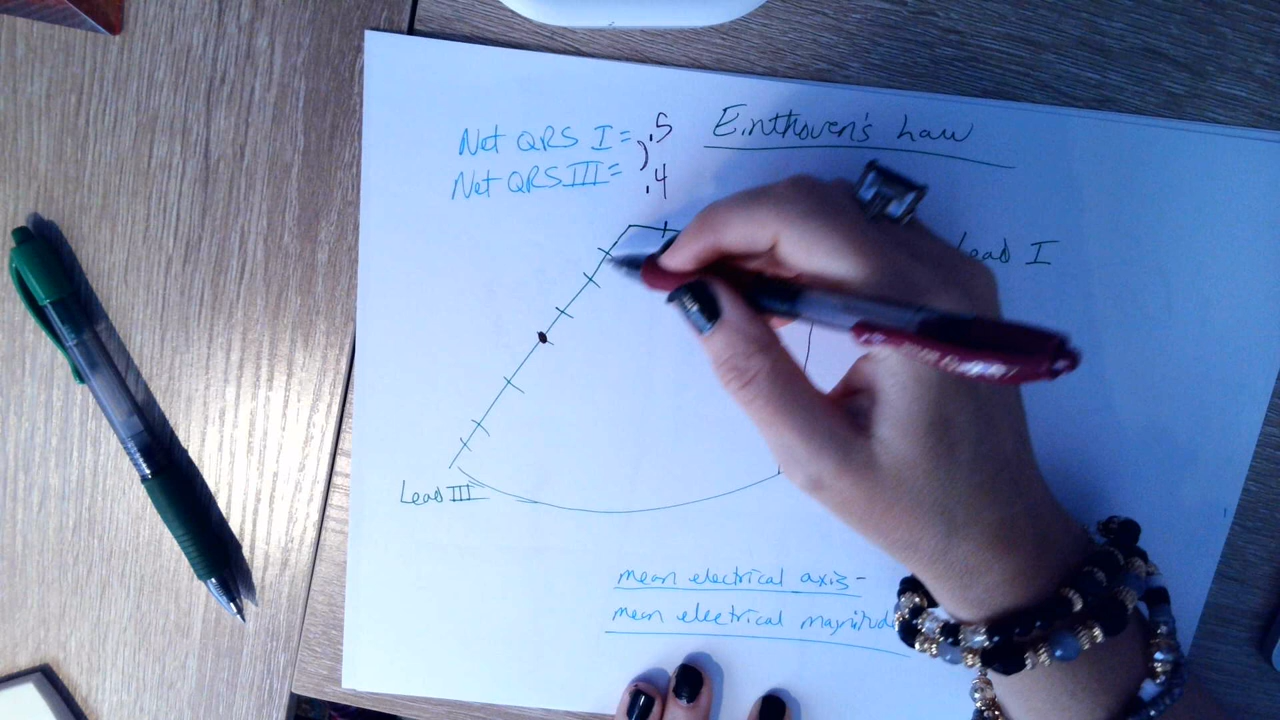 Einthoven's Law
Net QRS I = .5
Net QRS III = .4
Lead I
Lead III
mean electrical axis-
mean electrical magnitude